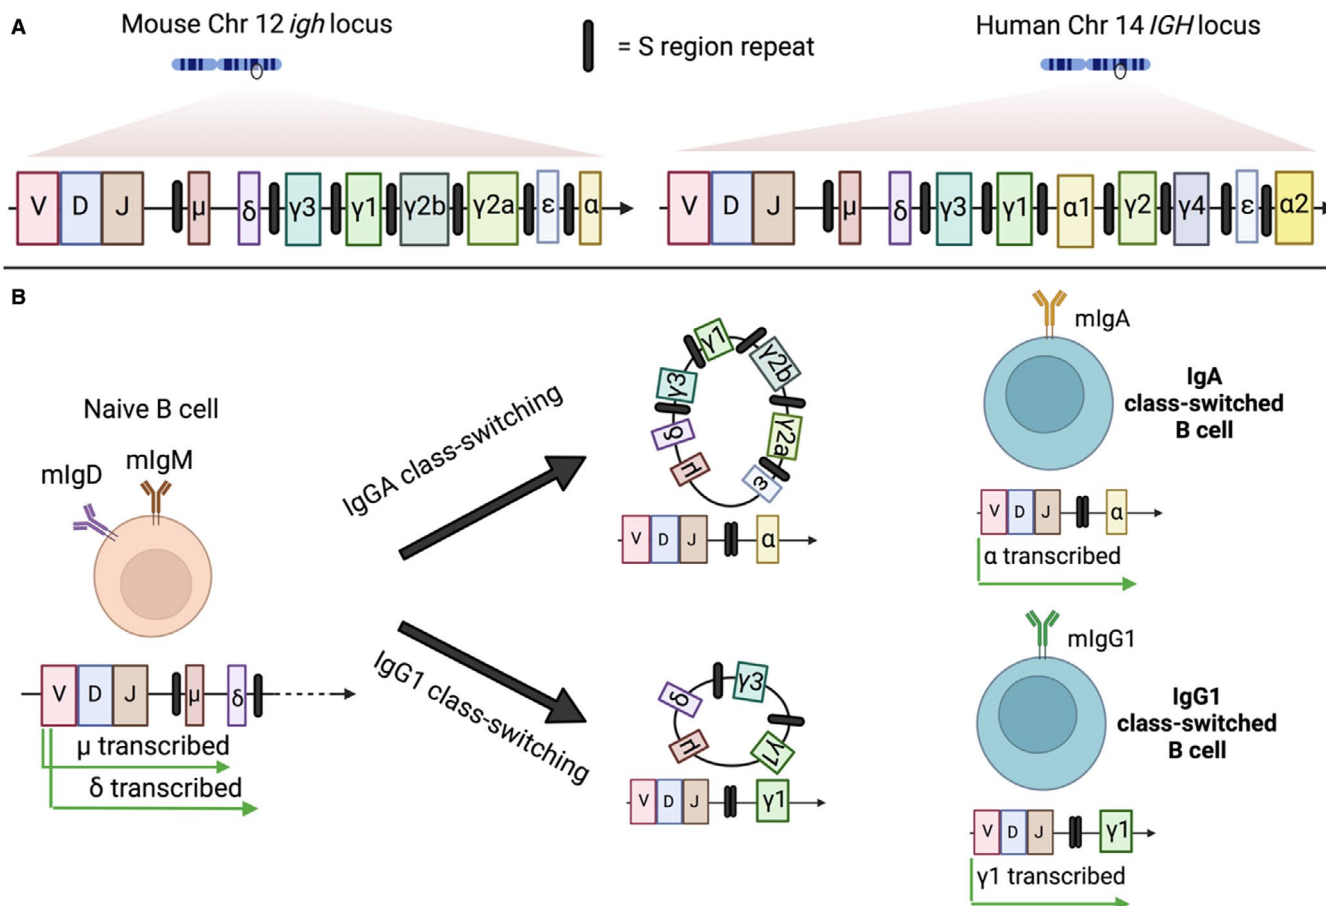 A
Mouse Chr 12 igh locus
= S region repeat
Human Chr 14 IGH locus
V D J μ δ γ3 γ1 γ2b γ2a ε α
V D J μ δ γ3 γ1 α1 γ2 γ4 ε α2
B
Naive B cell
mIgD
mIgM
V D J μ δ
μ transcribed
δ transcribed
IgGA class-switching
IgG1 class-switching
μ δ γ3 γ1 γ2b γ2a ε
V D J α
μ δ γ3 γ1
V D J γ1
mIgA
IgA
class-switched
B cell
V D J α
α transcribed
mIgG1
IgG1
class-switched
B cell
V D J γ1
γ1 transcribed